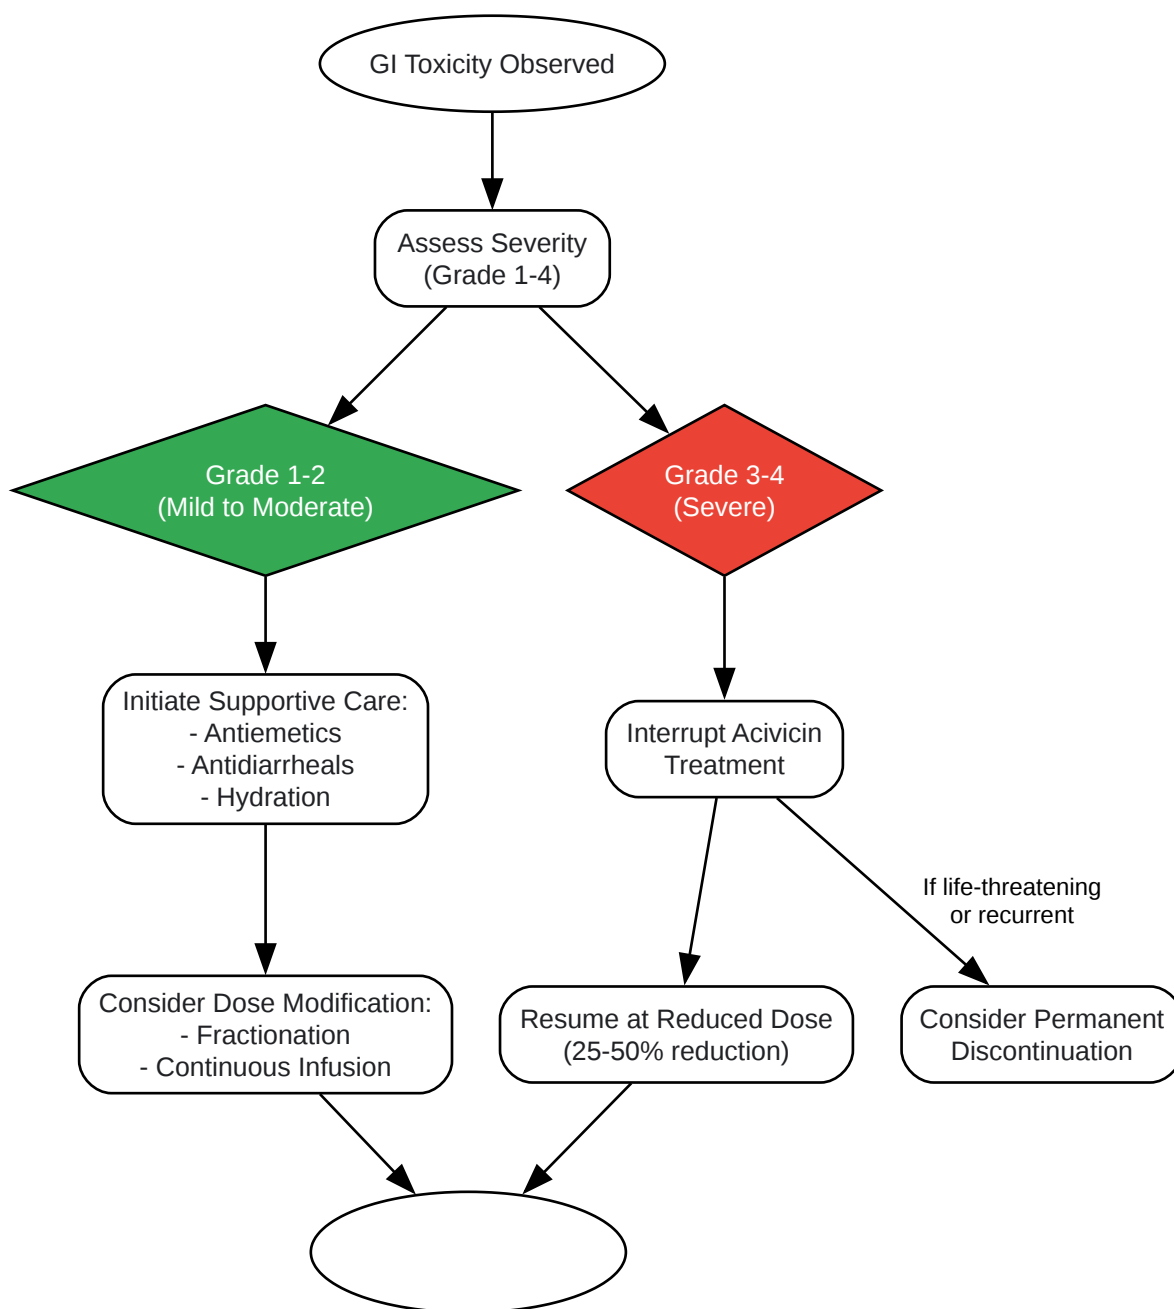 GI Toxicity Observed
Assess Severity
(Grade 1-4)
Grade 1-2
(Mild to Moderate)
Grade 3-4
(Severe)
Initiate Supportive Care:
- Antiemetics
- Antidiarrheals
- Hydration
Interrupt Acivicin
Treatment
If life-threatening
or recurrent
Consider Dose Modification:
- Fractionation
- Continuous Infusion
Resume at Reduced Dose
(25-50% reduction)
Consider Permanent
Discontinuation